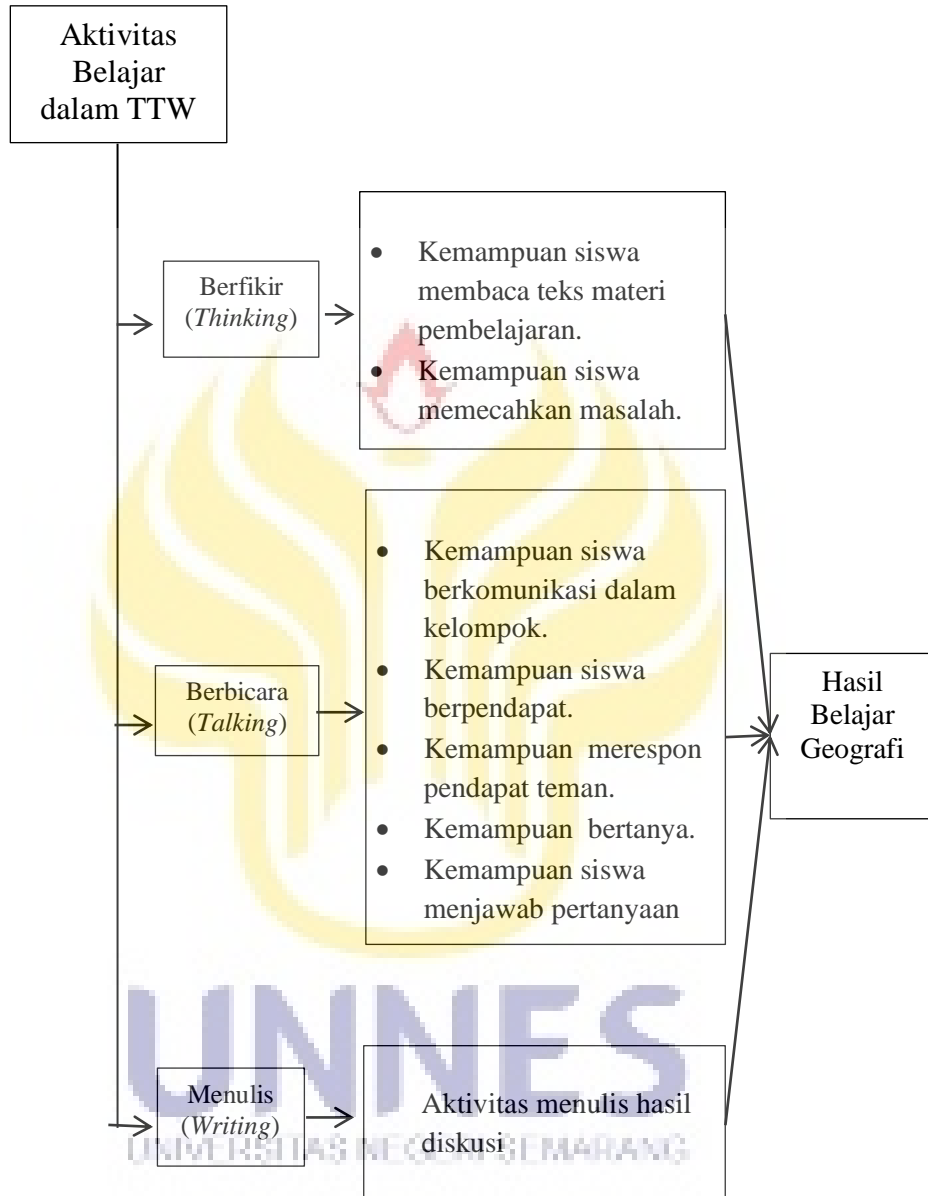 Aktivitas
Belajar
dalam TTW
Berfikir
(Thinking)
• Kemampuan siswa
membaca teks materi
pembelajaran.
• Kemampuan siswa
memecahkan masalah.
Berbicara
(Talking)
• Kemampuan siswa
berkomunikasi dalam
kelompok.
• Kemampuan siswa
berpendapat.
• Kemampuan merespon
pendapat teman.
• Kemampuan bertanya.
• Kemampuan siswa
menjawab pertanyaan
Hasil
Belajar
Geografi
Menulis
(Writing)
Aktivitas menulis hasil
diskusi
UNNES
UNIVERSITAS NEGERI SEMARANG